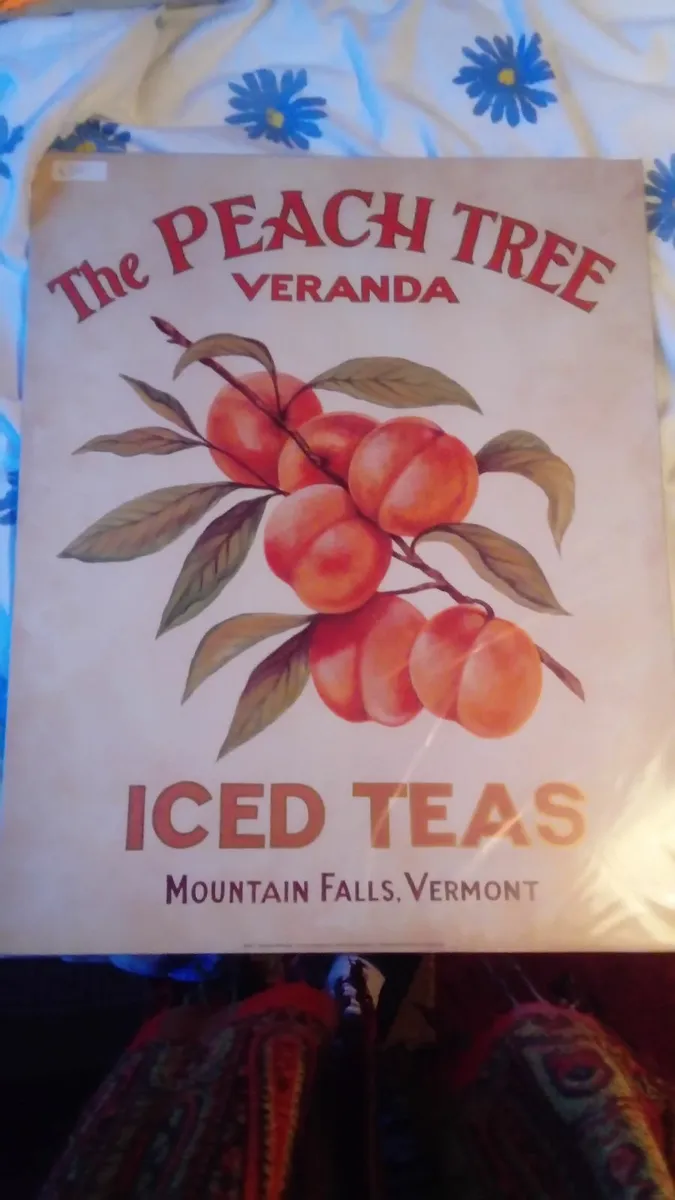 The PEACH TREE
VERANDA
ICED TEAS
MOUNTAIN FALLS, VERMONT